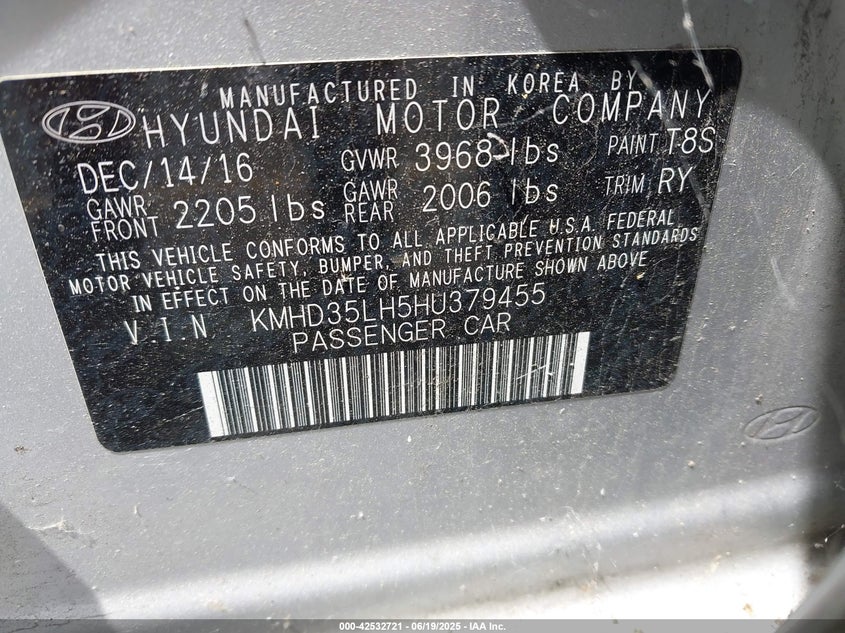 MANUFACTURED IN KOREA BY
HYUNDAI MOTOR COMPANY
DEC/14/16 GVWR 3968 lbs PAINT T8S
GAWR FRONT 2205 lbs GAWR REAR 2006 lbs TRIM RY
THIS VEHICLE CONFORMS TO ALL APPLICABLE U.S.A. FEDERAL
MOTOR VEHICLE SAFETY, BUMPER, AND THEFT PREVENTION STANDARDS
IN EFFECT ON THE DATE OF MANUFACTURE SHOWN ABOVE
VIN KMHD35LH5HU379455
PASSENGER CAR
000-42532721 - 06/19/2025 - IAA Inc.